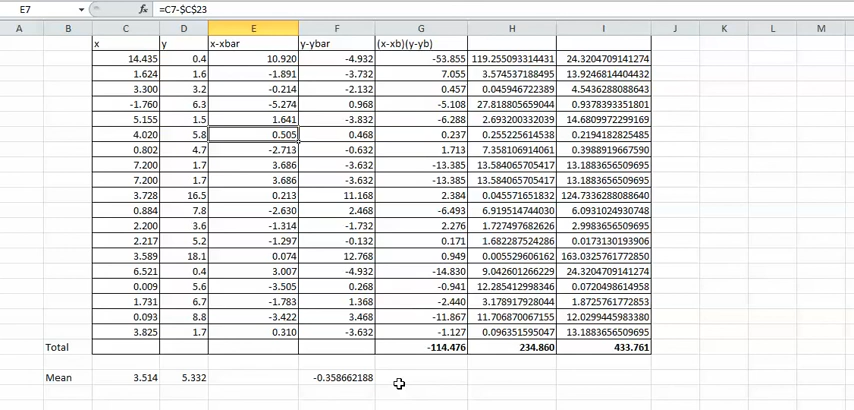 E7 fx =C7-$C$23
A B C D E F G H I J K L M
x y x-xbar y-ybar (x-xb)(y-yb)
14.435 0.4 10.920 -4.932 -53.855 119.255093314431 24.3204709141274
1.624 1.6 -1.891 -3.732 7.055 3.574537188495 13.9246814404432
3.300 3.2 -0.214 -2.132 0.457 0.045946722389 4.5436288088643
-1.760 6.3 -5.274 0.968 -5.108 27.818805659044 0.9378393351801
5.155 1.5 1.641 -3.832 -6.288 2.693200332039 14.6809972299169
4.020 5.8 0.505 0.468 0.237 0.255225614538 0.2194182825485
0.802 4.7 -2.713 -0.632 1.713 7.358106914061 0.3988919667590
7.200 1.7 3.686 -3.632 -13.385 13.584065705417 13.1883656509695
7.200 1.7 3.686 -3.632 -13.385 13.584065705417 13.1883656509695
3.728 16.5 0.213 11.168 2.384 0.045571651832 124.7336288088640
0.884 7.8 -2.630 2.468 -6.493 6.919514744030 6.0931024930748
2.200 3.6 -1.314 -1.732 2.276 1.727497682626 2.9983656509695
2.217 5.2 -1.297 -0.132 0.171 1.682287524286 0.0173130193906
3.589 18.1 0.074 12.768 0.949 0.005529606162 163.0325761772850
6.521 0.4 3.007 -4.932 -14.830 9.042601266229 24.3204709141274
0.009 5.6 -3.505 0.268 -0.941 12.285412998346 0.0720498614958
1.731 6.7 -1.783 1.368 -2.440 3.178917928044 1.8725761772853
0.093 8.8 -3.422 3.468 -11.867 11.706870067155 12.0299445983380
3.825 1.7 0.310 -3.632 -1.127 0.096351595047 13.1883656509695
Total -114.476 234.860 433.761
Mean 3.514 5.332 -0.358662188